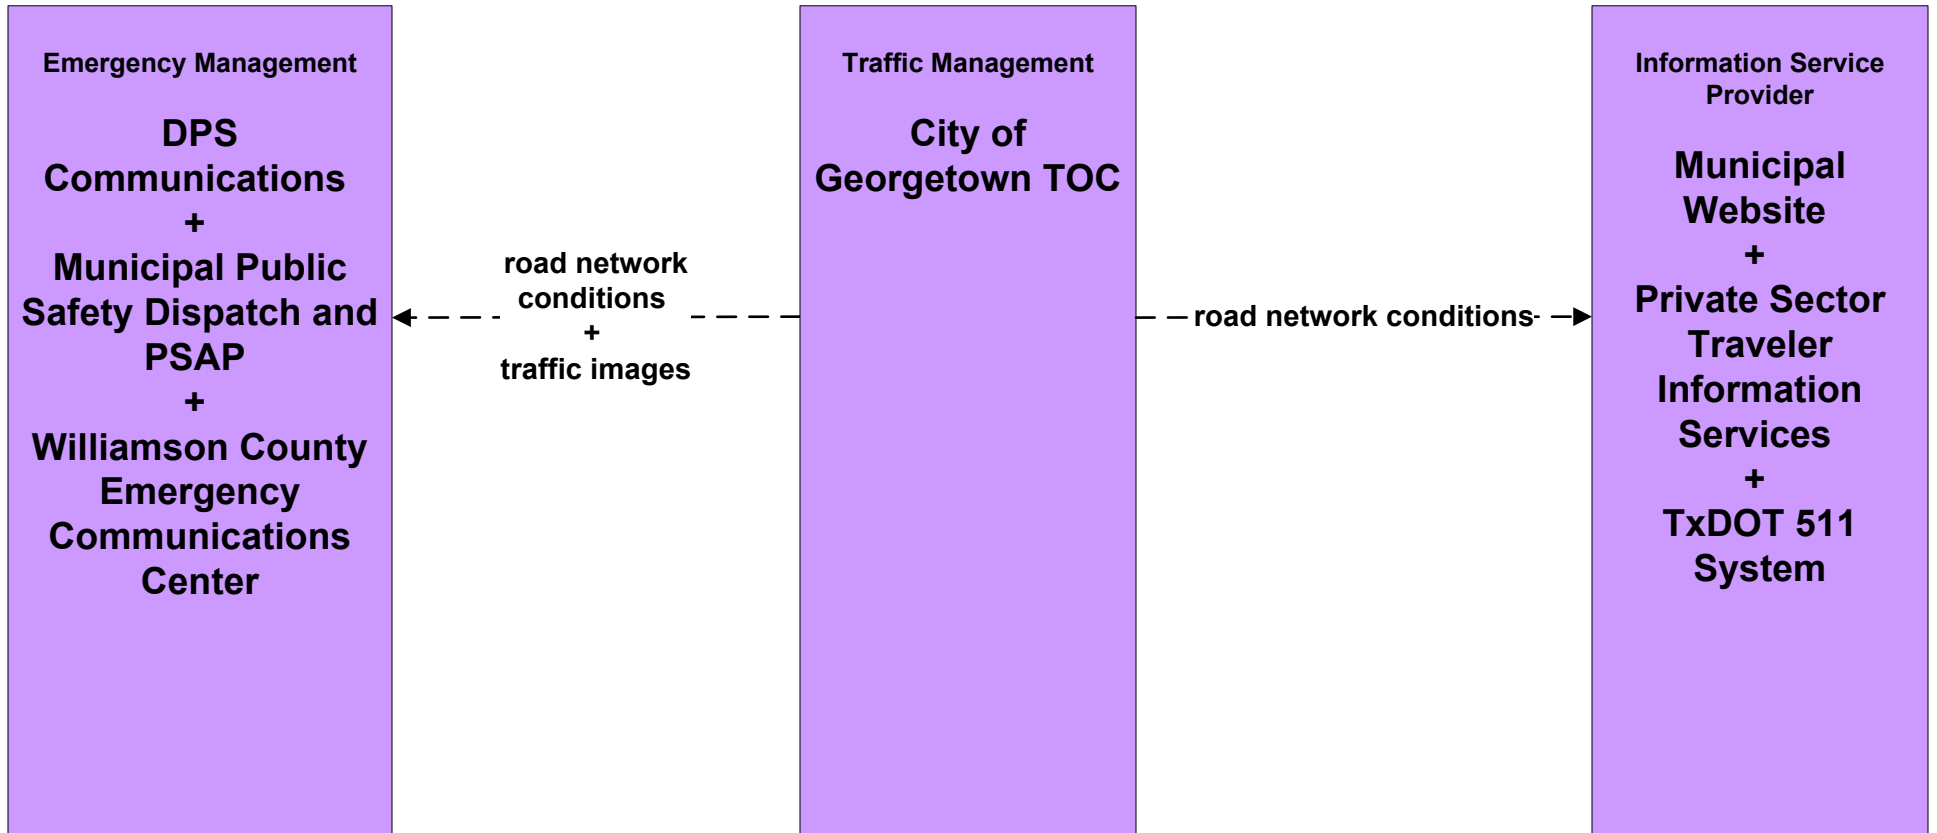 Emergency Management
DPS
Communications
+
Municipal Public
Safety Dispatch and
PSAP
+
Williamson County
Emergency
Communications
Center
road network
conditions
+
traffic images
Traffic Management
City of
Georgetown TOC
road network conditions
Information Service
Provider
Municipal
Website
+
Private Sector
Traveler
Information
Services
+
TxDOT 511
System